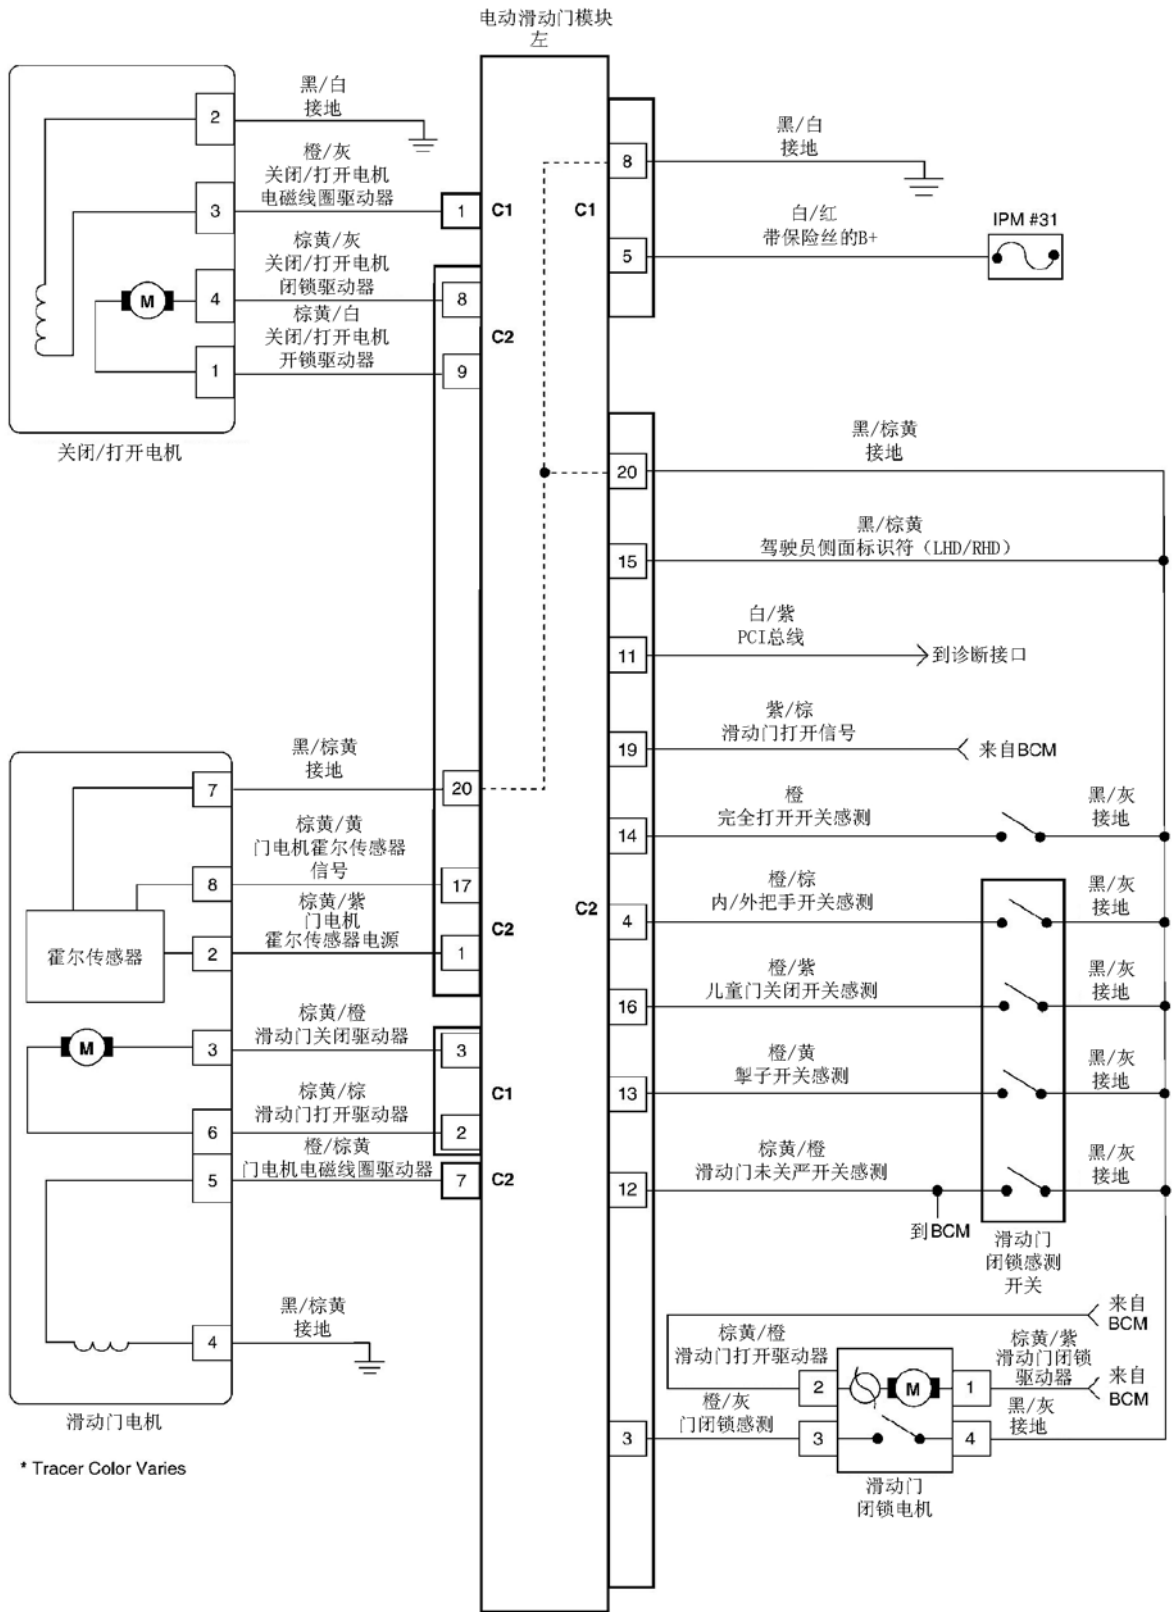 电动滑动门模块
左
2
黑/白
接地
橙/灰
关闭/打开电机
电磁线圈驱动器
3
1
C1
棕黄/灰
关闭/打开电机
闭锁驱动器
M
4
8
C2
棕黄/白
关闭/打开电机
开锁驱动器
1
9
关闭/打开电机
C1
8
黑/白
接地
5
白/红
带保险丝的B+
IPM #31
20
黑/棕黄
接地
15
黑/棕黄
驾驶员侧面标识符（LHD/RHD）
11
白/紫
PCI总线
到诊断接口
19
紫/棕
滑动门打开信号
来自BCM
14
橙
完全打开开关感测
黑/灰
接地
C2
4
橙/棕
内/外把手开关感测
黑/灰
接地
16
橙/紫
儿童门关闭开关感测
黑/灰
接地
13
橙/黄
掣子开关感测
黑/灰
接地
12
棕黄/橙
滑动门未关严开关感测
黑/灰
接地
到BCM
滑动门
闭锁感测
开关
7
黑/棕黄
接地
20
8
棕黄/黄
门电机霍尔传感器
信号
17
霍尔传感器
2
棕黄/紫
门电机
霍尔传感器电源
1
C2
M
3
棕黄/橙
滑动门关闭驱动器
3
C1
6
棕黄/棕
滑动门打开驱动器
2
5
橙/棕黄
门电机电磁线圈驱动器
7
C2
4
黑/棕黄
接地
滑动门电机
来自
BCM
棕黄/橙
滑动门打开驱动器
2
M
1
棕黄/紫
滑动门闭锁
驱动器
来自
BCM
3
橙/灰
门闭锁感测
3
4
黑/灰
接地
滑动门
闭锁电机
* Tracer Color Varies